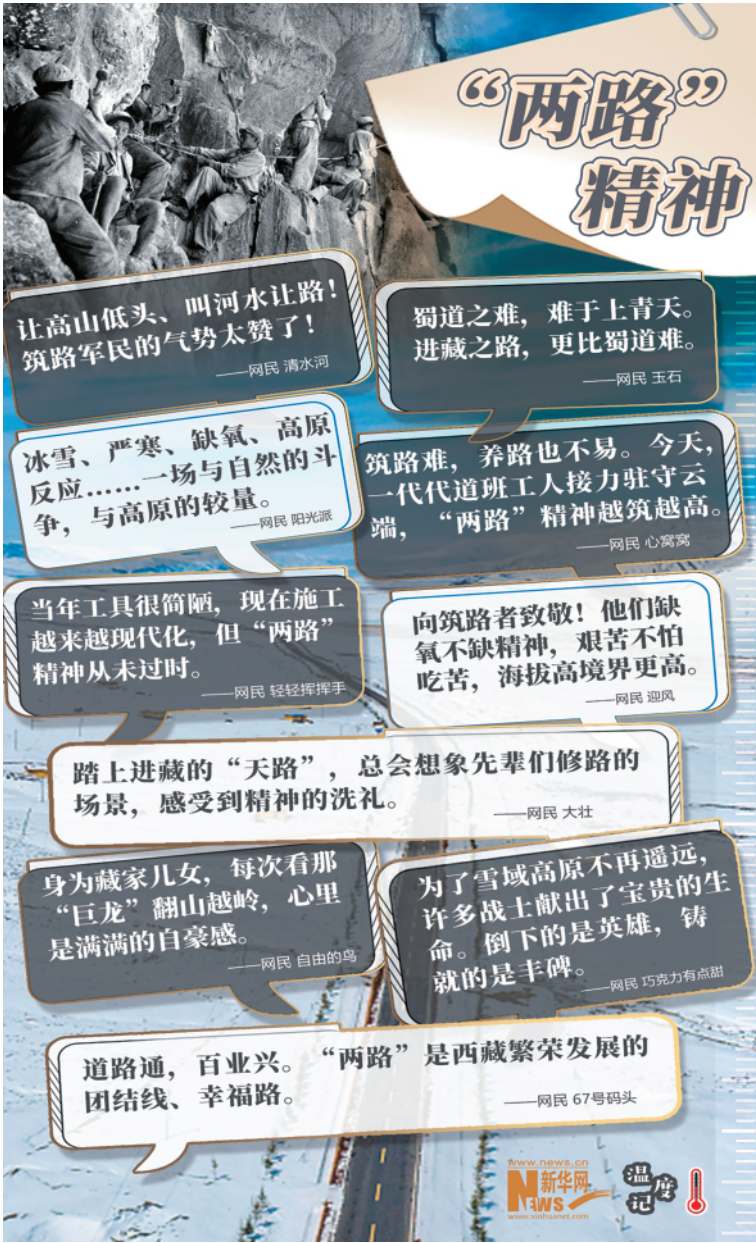 “两路”
精神
让高山低头、叫河水让路！
筑路军民的气势太赞了！
——网民 清水河
蜀道之难，难于上青天。
进藏之路，更比蜀道难。
——网民 玉石
冰雪、严寒、缺氧、高原
反应……一场与自然的斗
争，与高原的较量。
——网民 阳光派
筑路难，养路也不易。今天，
一代代道班工人接力驻守云
端，“两路”精神越筑越高。
——网民 心窝窝
当年工具很简陋，现在施工
越来越现代化，但“两路”
精神从未过时。
——网民 轻轻挥挥手
向筑路者致敬！他们缺
氧不缺精神，艰苦不怕
吃苦，海拔高境界更高。
——网民 迎风
踏上进藏的“天路”，总会想象先辈们修路的
场景，感受到精神的洗礼。
——网民 大壮
身为藏家儿女，每次看那
“巨龙”翻山越岭，心里
是满满的自豪感。
——网民 自由的鸟
为了雪域高原不再遥远，
许多战士献出了宝贵的生
命。倒下的是英雄，铸
就的是丰碑。
——网民 巧克力有点甜
道路通，百业兴。“两路”是西藏繁荣发展的
团结线、幸福路。
——网民 67号码头
www.news.cn
新华网
NEWS
www.xinhuanet.com
温度
记